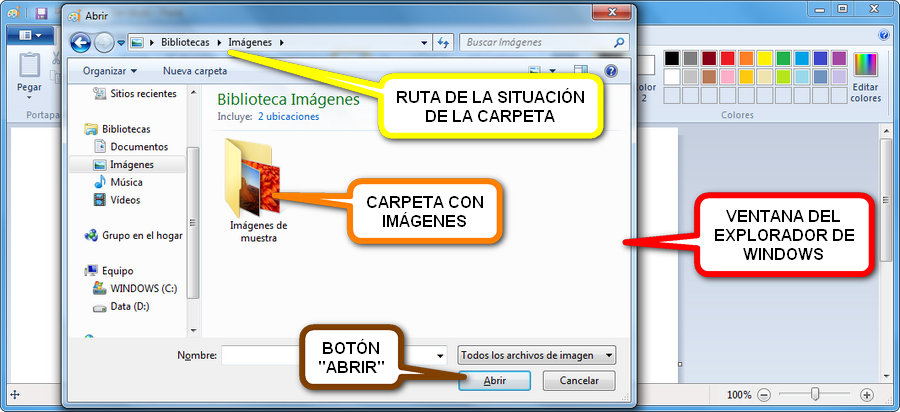 Abrir
Bibliotecas
Imágenes
Buscar Imágenes
Organizar
Nueva carpeta
Pegar
Portapa
Sitios recientes
Bibliotecas
Documentos
Imágenes
Música
Vídeos
Grupo en el hogar
Equipo
WINDOWS (C:)
Data (D:)
Biblioteca Imágenes
Incluye: 2 ubicaciones
Imágenes de
muestra
RUTA DE LA SITUACIÓN
DE LA CARPETA
CARPETA CON
IMÁGENES
VENTANA DEL
EXPLORADOR DE
WINDOWS
BOTÓN
"ABRIR"
Nombre:
Todos los archivos de imagen
Abrir
Cancelar
olor
2
Editar
colores
Colores
100%